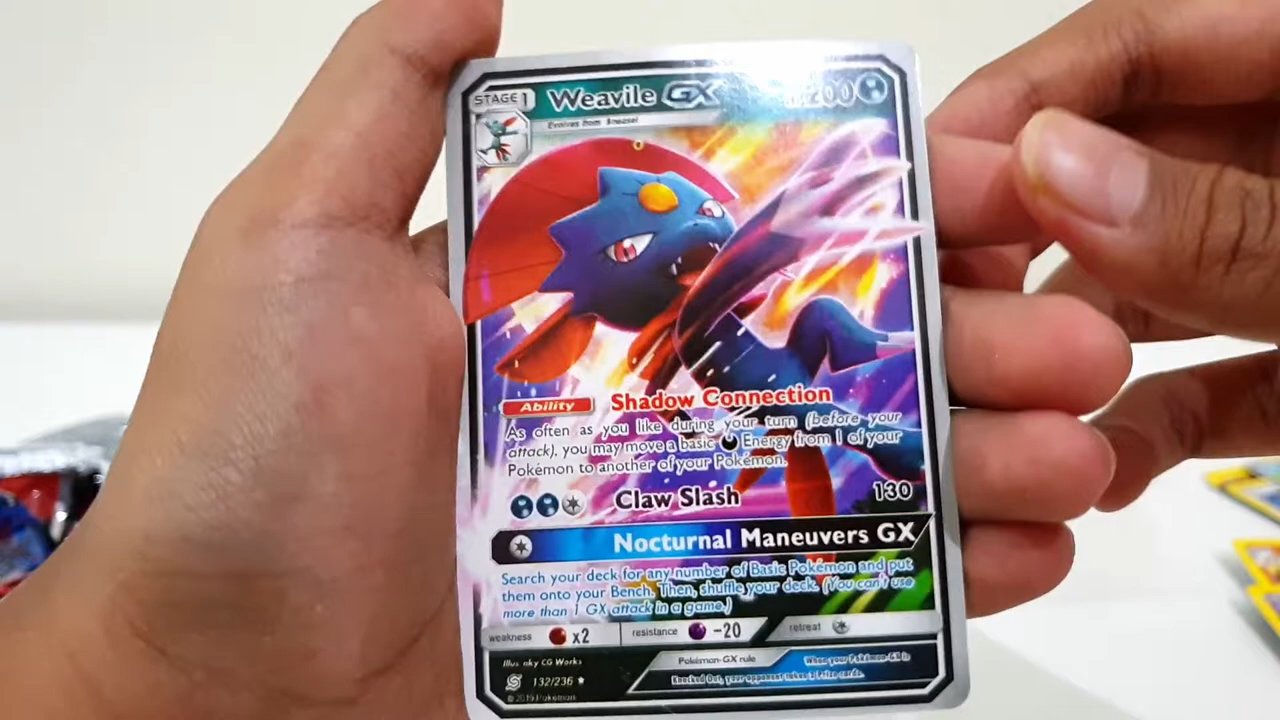 STAGE 1 Weavile GX 200
Evolves from Sneasel
Ability Shadow Connection
As often as you like during your turn (before your
attack), you may move a basic Energy from 1 of your
Pokémon to another of your Pokémon.
Claw Slash 130
Nocturnal Maneuvers GX
Search your deck for any number of Basic Pokémon and put
them onto your Bench. Then, shuffle your deck. (You can't use
more than 1 GX attack in a game.)
weakness x2 resistance -20 retreat
Illus. CG Works
Pokémon-GX rule When your Pokémon-GX is
Knocked Out, your opponent takes 2 Prize cards.
132/236 ★
© 2019 Pokémon